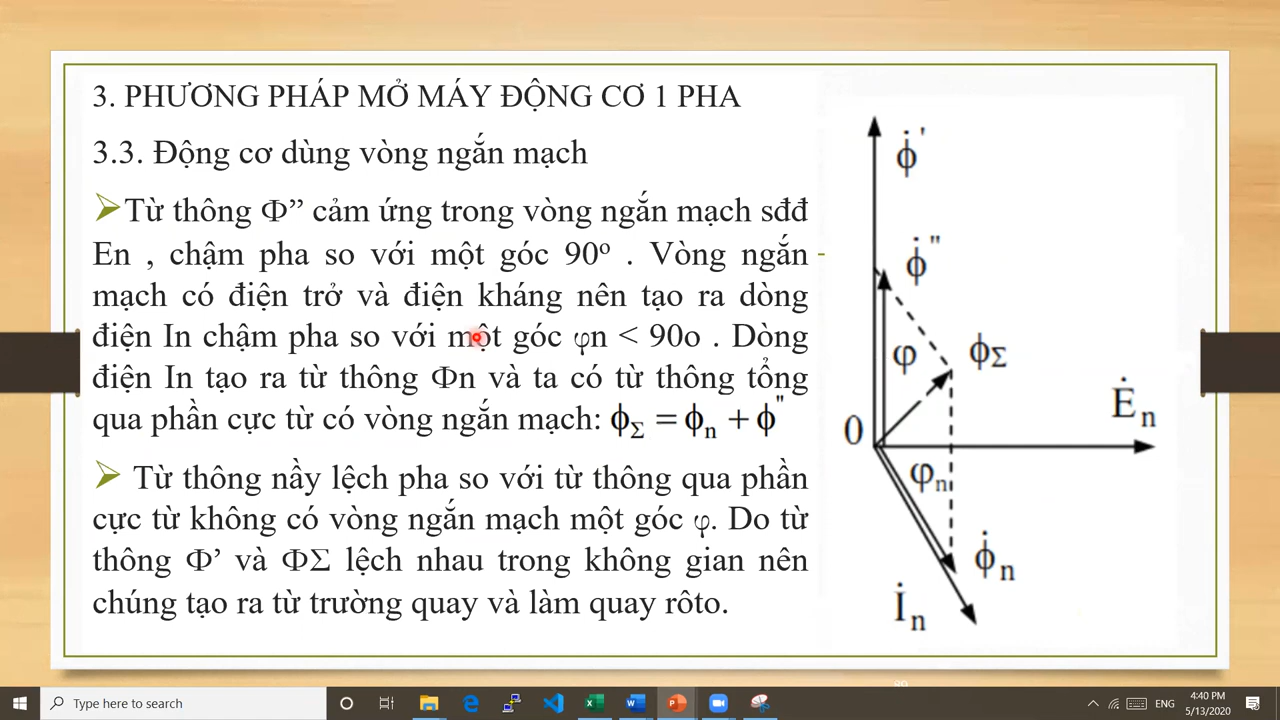 3. PHƯƠNG PHÁP MỞ MÁY ĐỘNG CƠ 1 PHA
3.3. Động cơ dùng vòng ngắn mạch
Từ thông Φ” cảm ứng trong vòng ngắn mạch sđđ
En , chậm pha so với một góc 90º . Vòng ngắn
mạch có điện trở và điện kháng nên tạo ra dòng
điện In chậm pha so với một góc φn < 90o . Dòng
điện In tạo ra từ thông Φn và ta có từ thông tổng
qua phần cực từ có vòng ngắn mạch: ϕΣ = ϕn + ϕ"
Từ thông nầy lệch pha so với từ thông qua phần
cực từ không có vòng ngắn mạch một góc φ. Do từ
thông Φ’ và ΦΣ lệch nhau trong không gian nên
chúng tạo ra từ trường quay và làm quay rôto.
ϕ̇'
ϕ̇"
φ
ϕΣ
0
Ėn
φn
ϕ̇n
İn
89
Type here to search
ENG
4:40 PM
5/13/2020